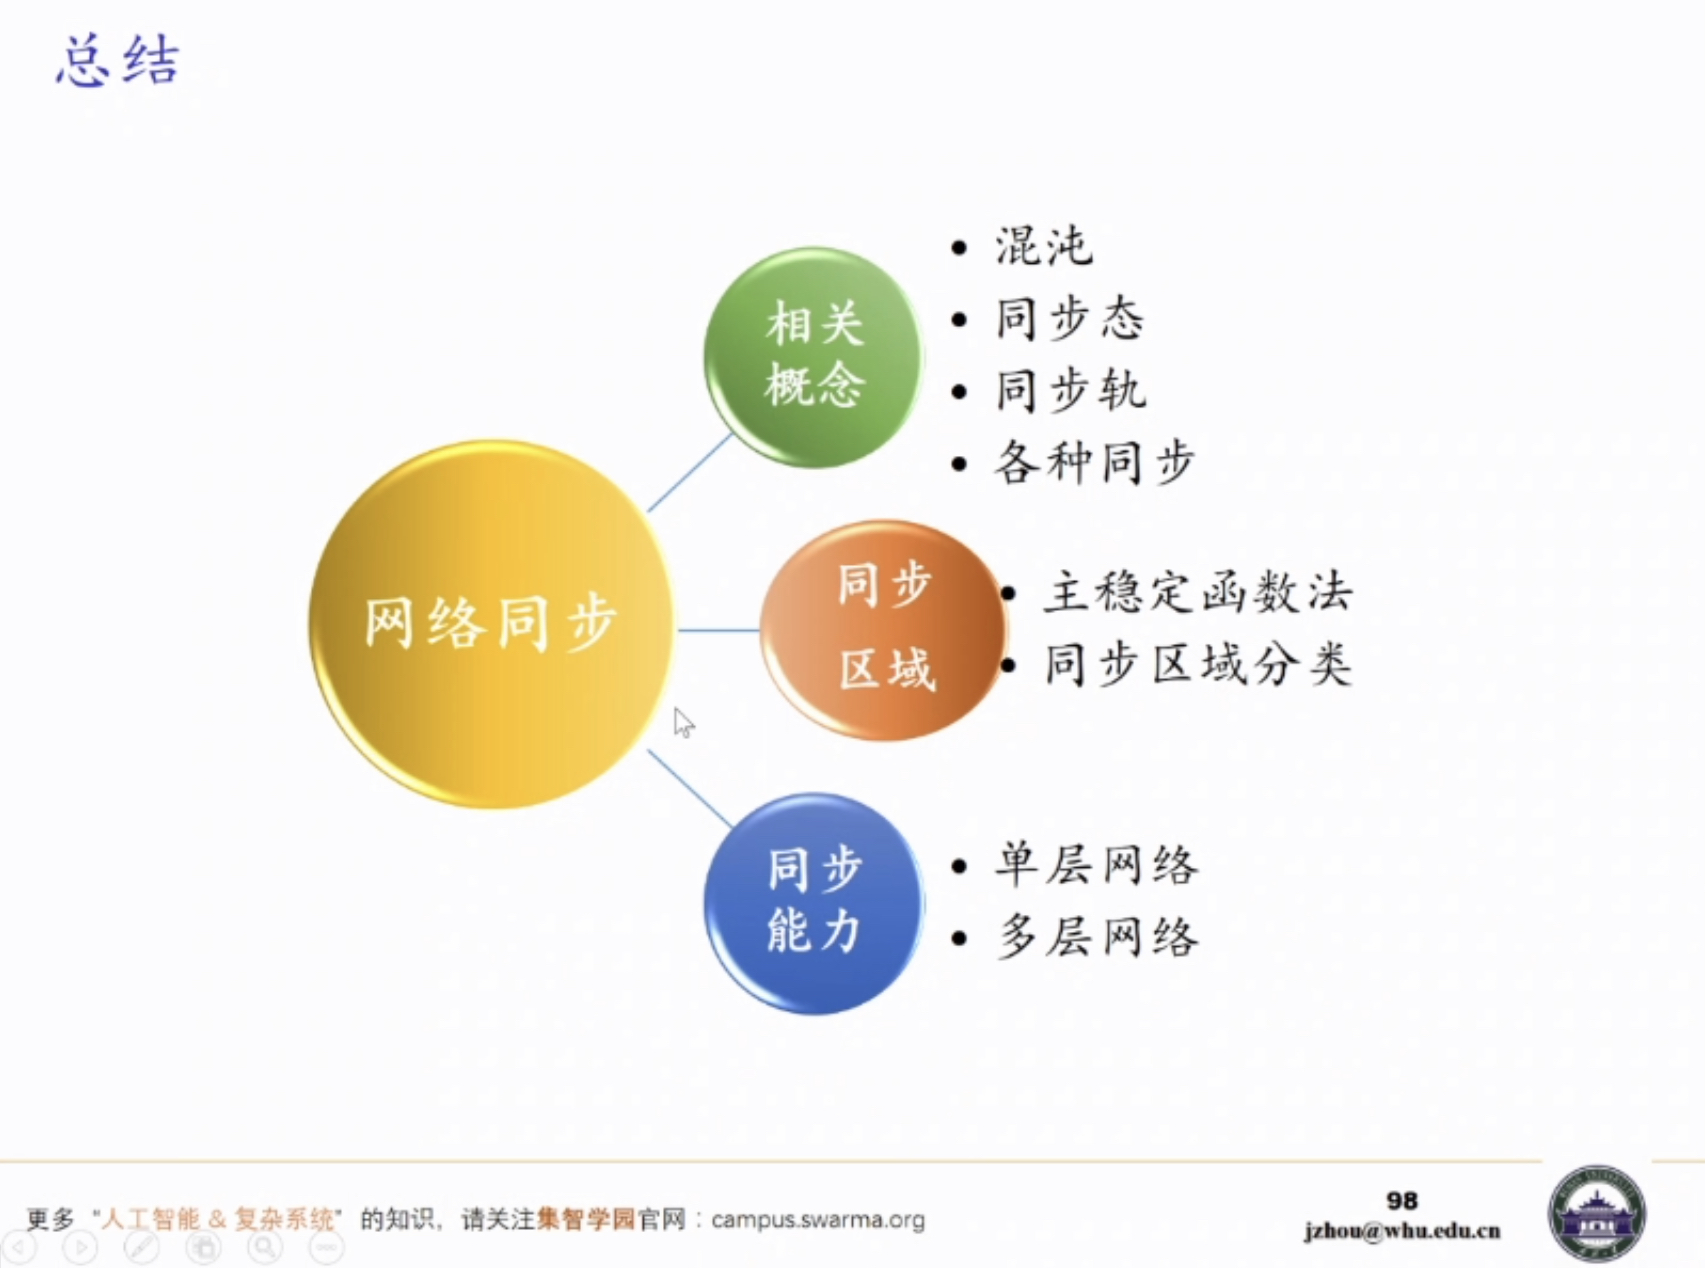 总结
网络同步
相关
概念
• 混沌
• 同步态
• 同步轨
• 各种同步
同步
区域
• 主稳定函数法
• 同步区域分类
同步
能力
• 单层网络
• 多层网络
更多“人工智能 & 复杂系统”的知识，请关注集智学园官网：campus.swarma.org
98
jzhou@whu.edu.cn